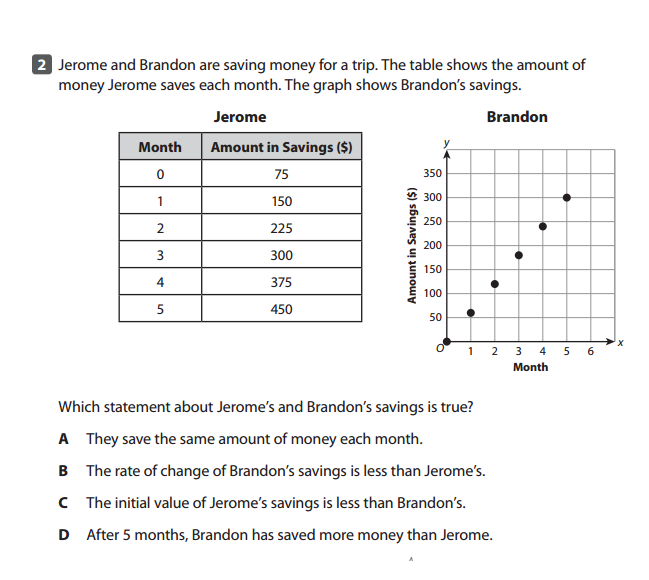 2 Jerome and Brandon are saving money for a trip. The table shows the amount of
money Jerome saves each month. The graph shows Brandon's savings.
Jerome
Month Amount in Savings ($)
0 75
1 150
2 225
3 300
4 375
5 450
Brandon
y
350
300
250
200
150
100
50
O 1 2 3 4 5 6 x
Amount in Savings ($)
Month
Which statement about Jerome's and Brandon's savings is true?
A They save the same amount of money each month.
B The rate of change of Brandon's savings is less than Jerome's.
C The initial value of Jerome's savings is less than Brandon's.
D After 5 months, Brandon has saved more money than Jerome.